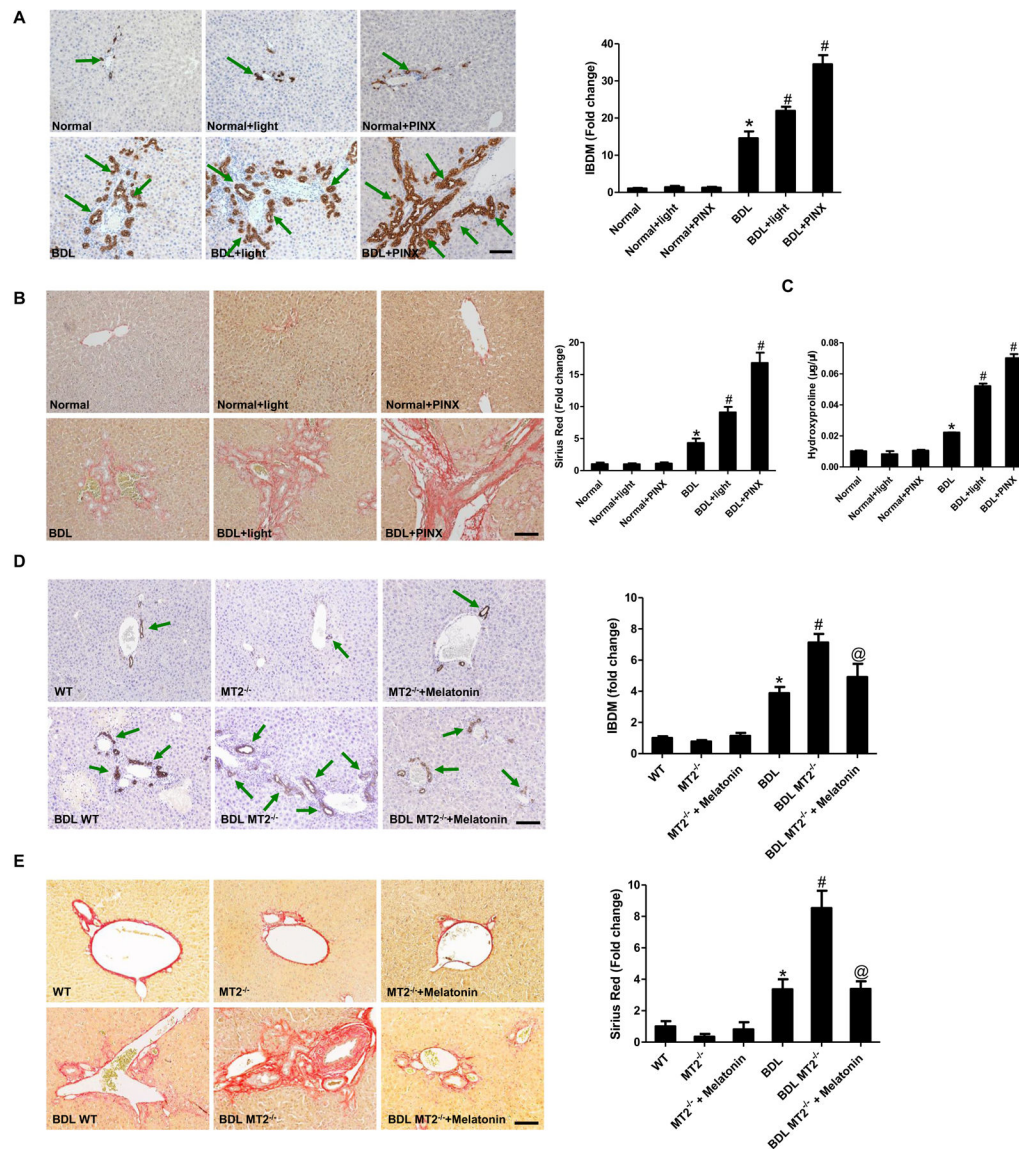 A
Normal
Normal+light
Normal+PINX
BDL
BDL+light
BDL+PINX
IBDM (Fold change)
40
30
20
10
0
*
#
#
Normal
Normal+light
Normal+PINX
BDL
BDL+light
BDL+PINX
B
Normal
Normal+light
Normal+PINX
BDL
BDL+light
BDL+PINX
Sirius Red (Fold change)
20
15
10
5
0
*
#
#
Normal
Normal+light
Normal+PINX
BDL
BDL+light
BDL+PINX
C
Hydroxyproline (µg/µl)
0.08
0.06
0.04
0.02
0.00
*
#
#
Normal
Normal+light
Normal+PINX
BDL
BDL+light
BDL+PINX
D
WT
MT2-/-
MT2-/-+Melatonin
BDL WT
BDL MT2-/-
BDL MT2-/-+Melatonin
IBDM (fold change)
10
8
6
4
2
0
*
#
@
WT
MT2-/-
MT2-/- + Melatonin
BDL
BDL MT2-/-
BDL MT2-/- + Melatonin
E
WT
MT2-/-
MT2-/-+Melatonin
BDL WT
BDL MT2-/-
BDL MT2-/-+Melatonin
Sirius Red (Fold change)
10
8
6
4
2
0
*
#
@
WT
MT2-/-
MT2-/- + Melatonin
BDL
BDL MT2-/-
BDL MT2-/- + Melatonin